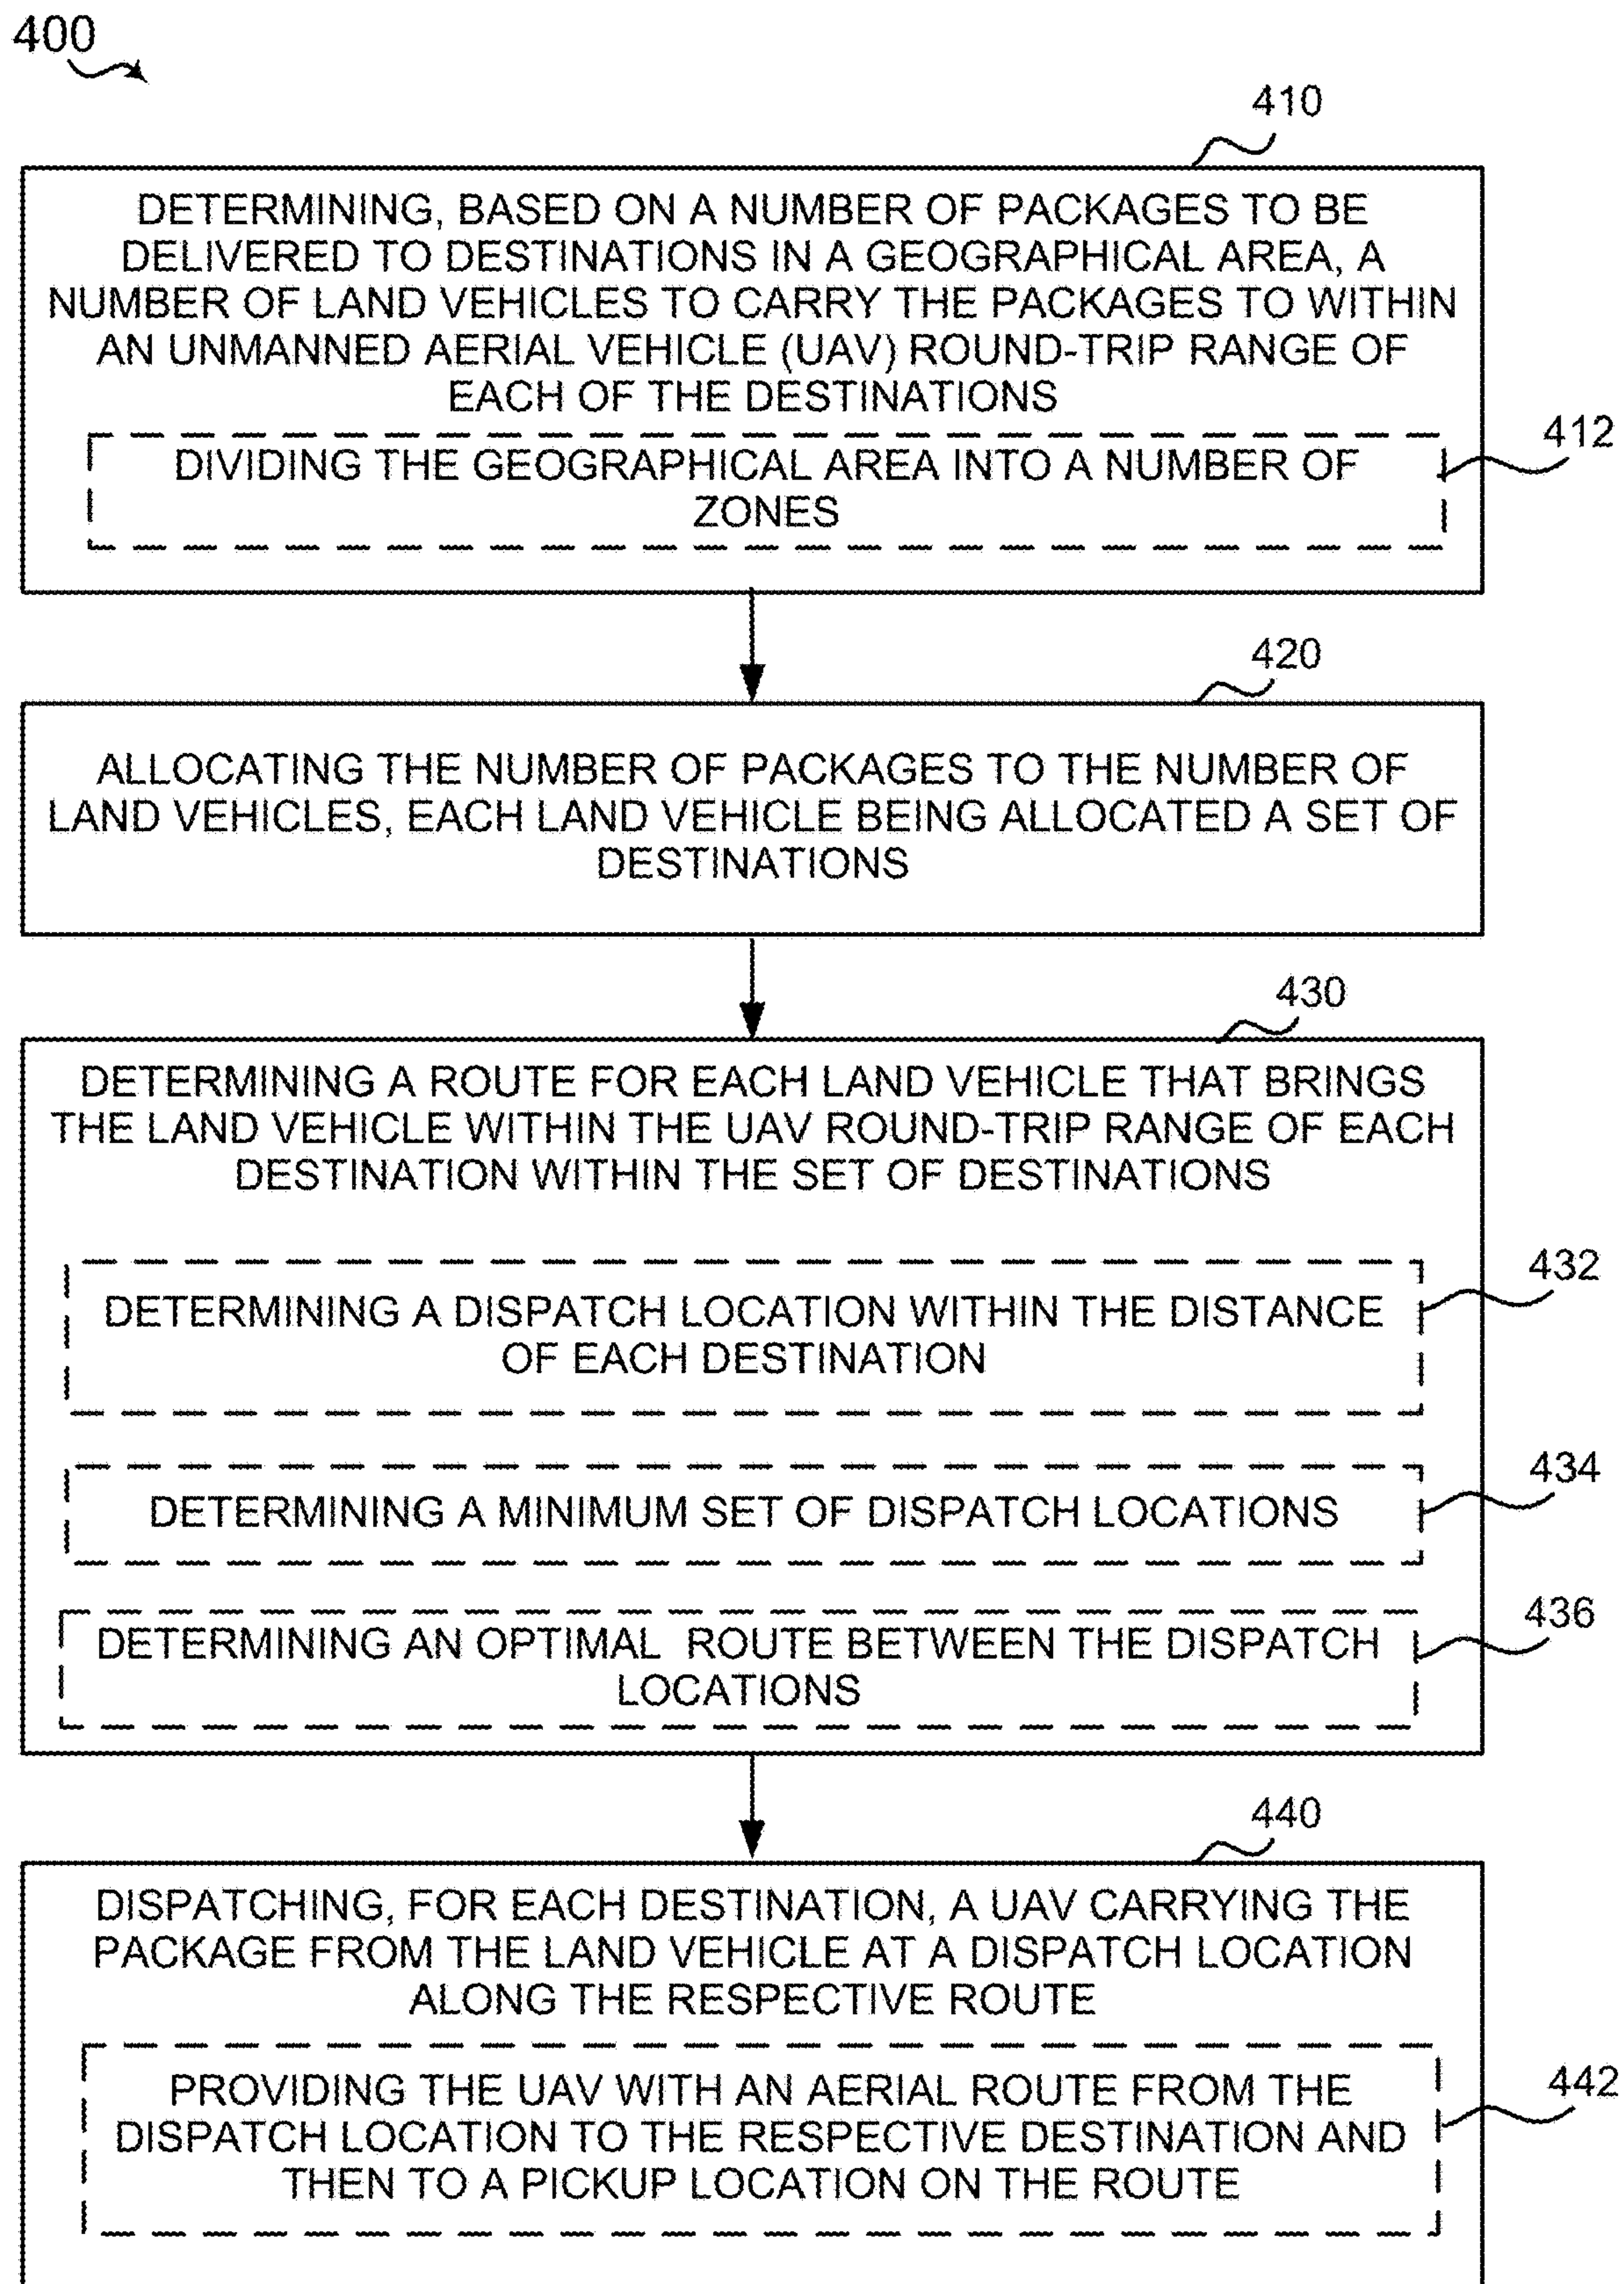 400
410
DETERMINING, BASED ON A NUMBER OF PACKAGES TO BE
DELIVERED TO DESTINATIONS IN A GEOGRAPHICAL AREA, A
NUMBER OF LAND VEHICLES TO CARRY THE PACKAGES TO WITHIN
AN UNMANNED AERIAL VEHICLE (UAV) ROUND-TRIP RANGE OF
EACH OF THE DESTINATIONS
412
DIVIDING THE GEOGRAPHICAL AREA INTO A NUMBER OF
ZONES
420
ALLOCATING THE NUMBER OF PACKAGES TO THE NUMBER OF
LAND VEHICLES, EACH LAND VEHICLE BEING ALLOCATED A SET OF
DESTINATIONS
430
DETERMINING A ROUTE FOR EACH LAND VEHICLE THAT BRINGS
THE LAND VEHICLE WITHIN THE UAV ROUND-TRIP RANGE OF EACH
DESTINATION WITHIN THE SET OF DESTINATIONS
432
DETERMINING A DISPATCH LOCATION WITHIN THE DISTANCE
OF EACH DESTINATION
434
DETERMINING A MINIMUM SET OF DISPATCH LOCATIONS
436
DETERMINING AN OPTIMAL ROUTE BETWEEN THE DISPATCH
LOCATIONS
440
DISPATCHING, FOR EACH DESTINATION, A UAV CARRYING THE
PACKAGE FROM THE LAND VEHICLE AT A DISPATCH LOCATION
ALONG THE RESPECTIVE ROUTE
442
PROVIDING THE UAV WITH AN AERIAL ROUTE FROM THE
DISPATCH LOCATION TO THE RESPECTIVE DESTINATION AND
THEN TO A PICKUP LOCATION ON THE ROUTE